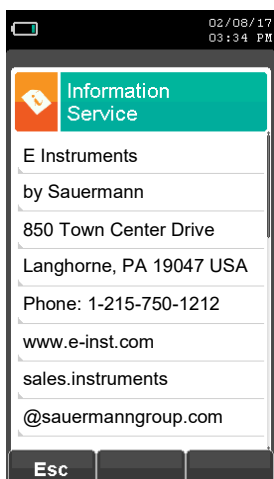 02/08/17
03:34 PM
Information
Service
E Instruments
by Sauermann
850 Town Center Drive
Langhorne, PA 19047 USA
Phone: 1-215-750-1212
www.e-inst.com
sales.instruments
@sauermanngroup.com
Esc